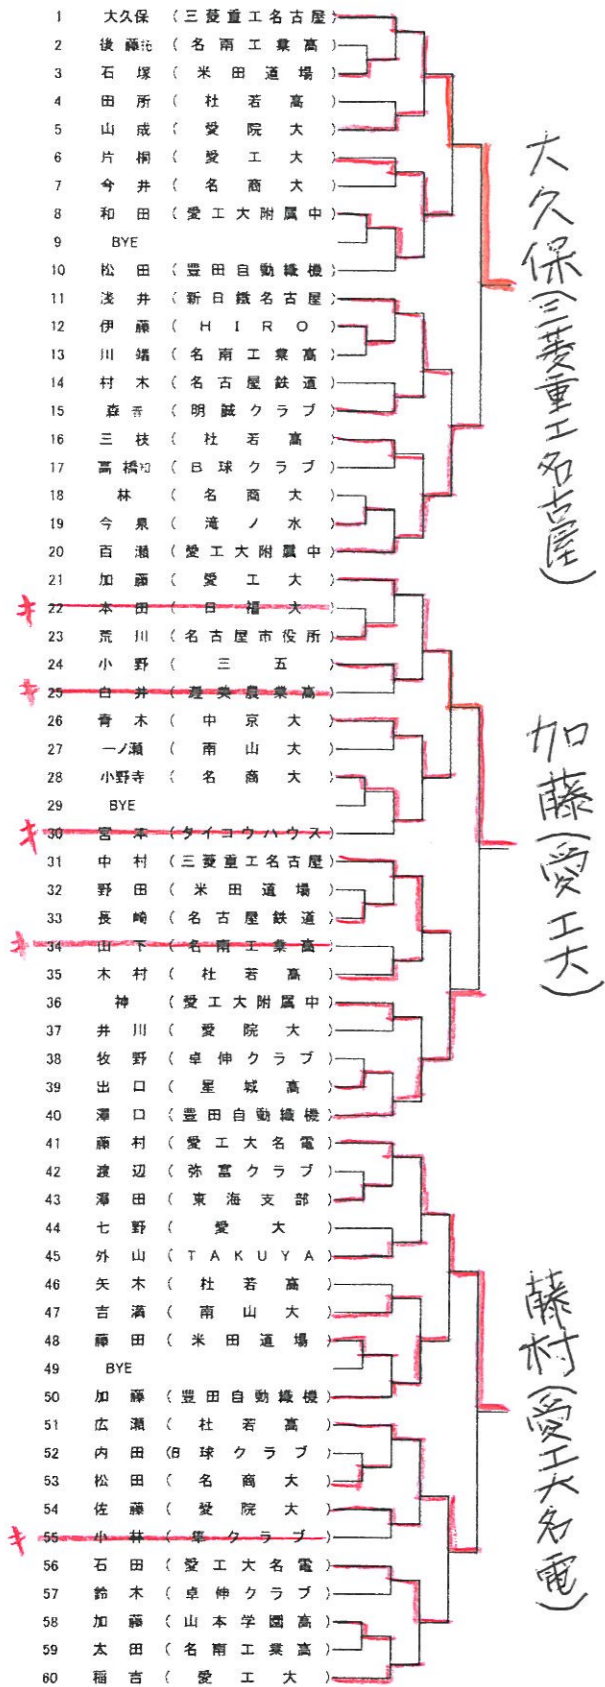 1 大久保 (三菱重工名古屋)
2 後藤拓 (名南工業高)
3 石塚 (米田道場)
4 田所 (杜若高)
5 山成 (愛院大)
6 片桐 (愛工大)
7 今井 (名商大)
8 和田 (愛工大附属中)
9 BYE
10 松田 (豊田自動織機)
11 浅井 (新日鐵名古屋)
12 伊藤 (HIRO)
13 川端 (名南工業高)
14 村木 (名古屋鉄道)
15 森 (明誠クラブ)
16 三枝 (杜若高)
17 高橋和 (B球クラブ)
18 林 (名商大)
19 今泉 (滝ノ水)
20 百瀬 (愛工大附属中)
21 加藤 (愛工大)
キ 22 本田 (日福大)
23 荒川 (名古屋市役所)
24 小野 (三五)
キ 25 白井 (渥美農業高)
26 青木 (中京大)
27 一ノ瀬 (南山大)
28 小野寺 (名商大)
29 BYE
キ 30 宮本 (タイコウハウス)
31 中村 (三菱重工名古屋)
32 野田 (米田道場)
33 長崎 (名古屋鉄道)
キ 34 山下 (名南工業高)
35 木村 (杜若高)
36 神 (愛工大附属中)
37 井川 (愛院大)
38 牧野 (卓伸クラブ)
39 出口 (星城高)
40 澤口 (豊田自動織機)
41 藤村 (愛工大名電)
42 渡辺 (弥富クラブ)
43 澤田 (東海支部)
44 七野 (愛大)
45 外山 (TAKUYA)
46 矢木 (杜若高)
47 吉満 (南山大)
48 藤田 (米田道場)
49 BYE
50 加藤 (豊田自動織機)
51 広瀬 (杜若高)
52 内田 (B球クラブ)
53 松田 (名商大)
54 佐藤 (愛院大)
キ 55 小林 (隼クラブ)
56 石田 (愛工大名電)
57 鈴木 (卓伸クラブ)
58 加藤 (山本学園高)
59 太田 (名南工業高)
60 稲吉 (愛工大)
大久保(三菱重工名古屋)
加藤(愛工大)
藤村(愛工大名電)